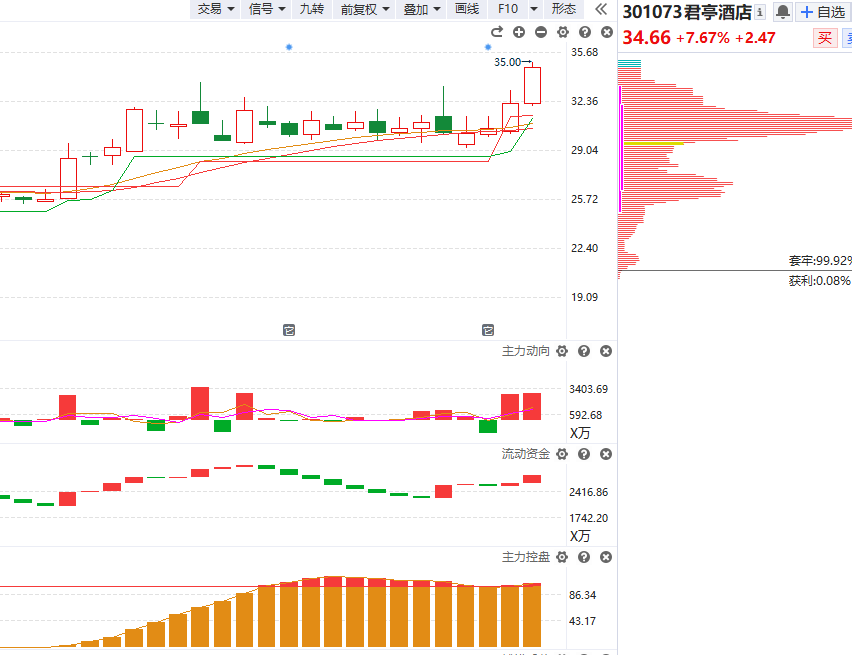 交易 信号 九转 前复权 叠加 画线 F10 形态
301073君亭酒店 自选
34.66 +7.67% +2.47 买
35.00
35.68
32.36
29.04
25.72
22.40
19.09
套牢:99.92%
获利:0.08%
主力动向
3403.69
592.68
X万
流动资金
2416.86
1742.20
X万
主力控盘
86.34
43.17